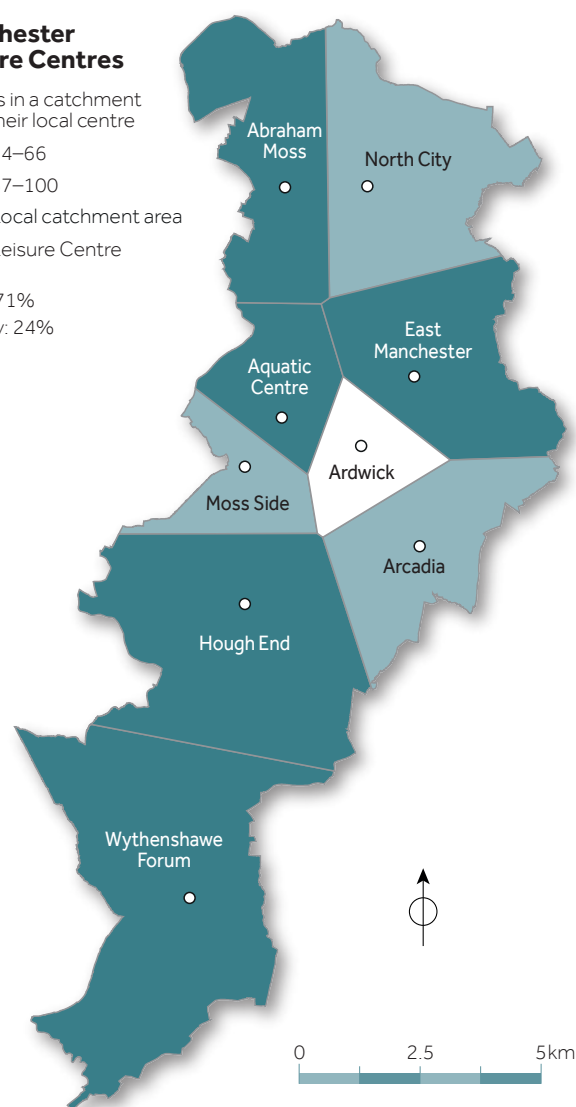 hester
re Centres
s in a catchment
heir local centre
4–66
7–100
ocal catchment area
eisure Centre
71%
y: 24%
Abraham
Moss
North City
East
Manchester
Aquatic
Centre
Ardwick
Moss Side
Arcadia
Hough End
Wythenshawe
Forum
0 2.5 5km